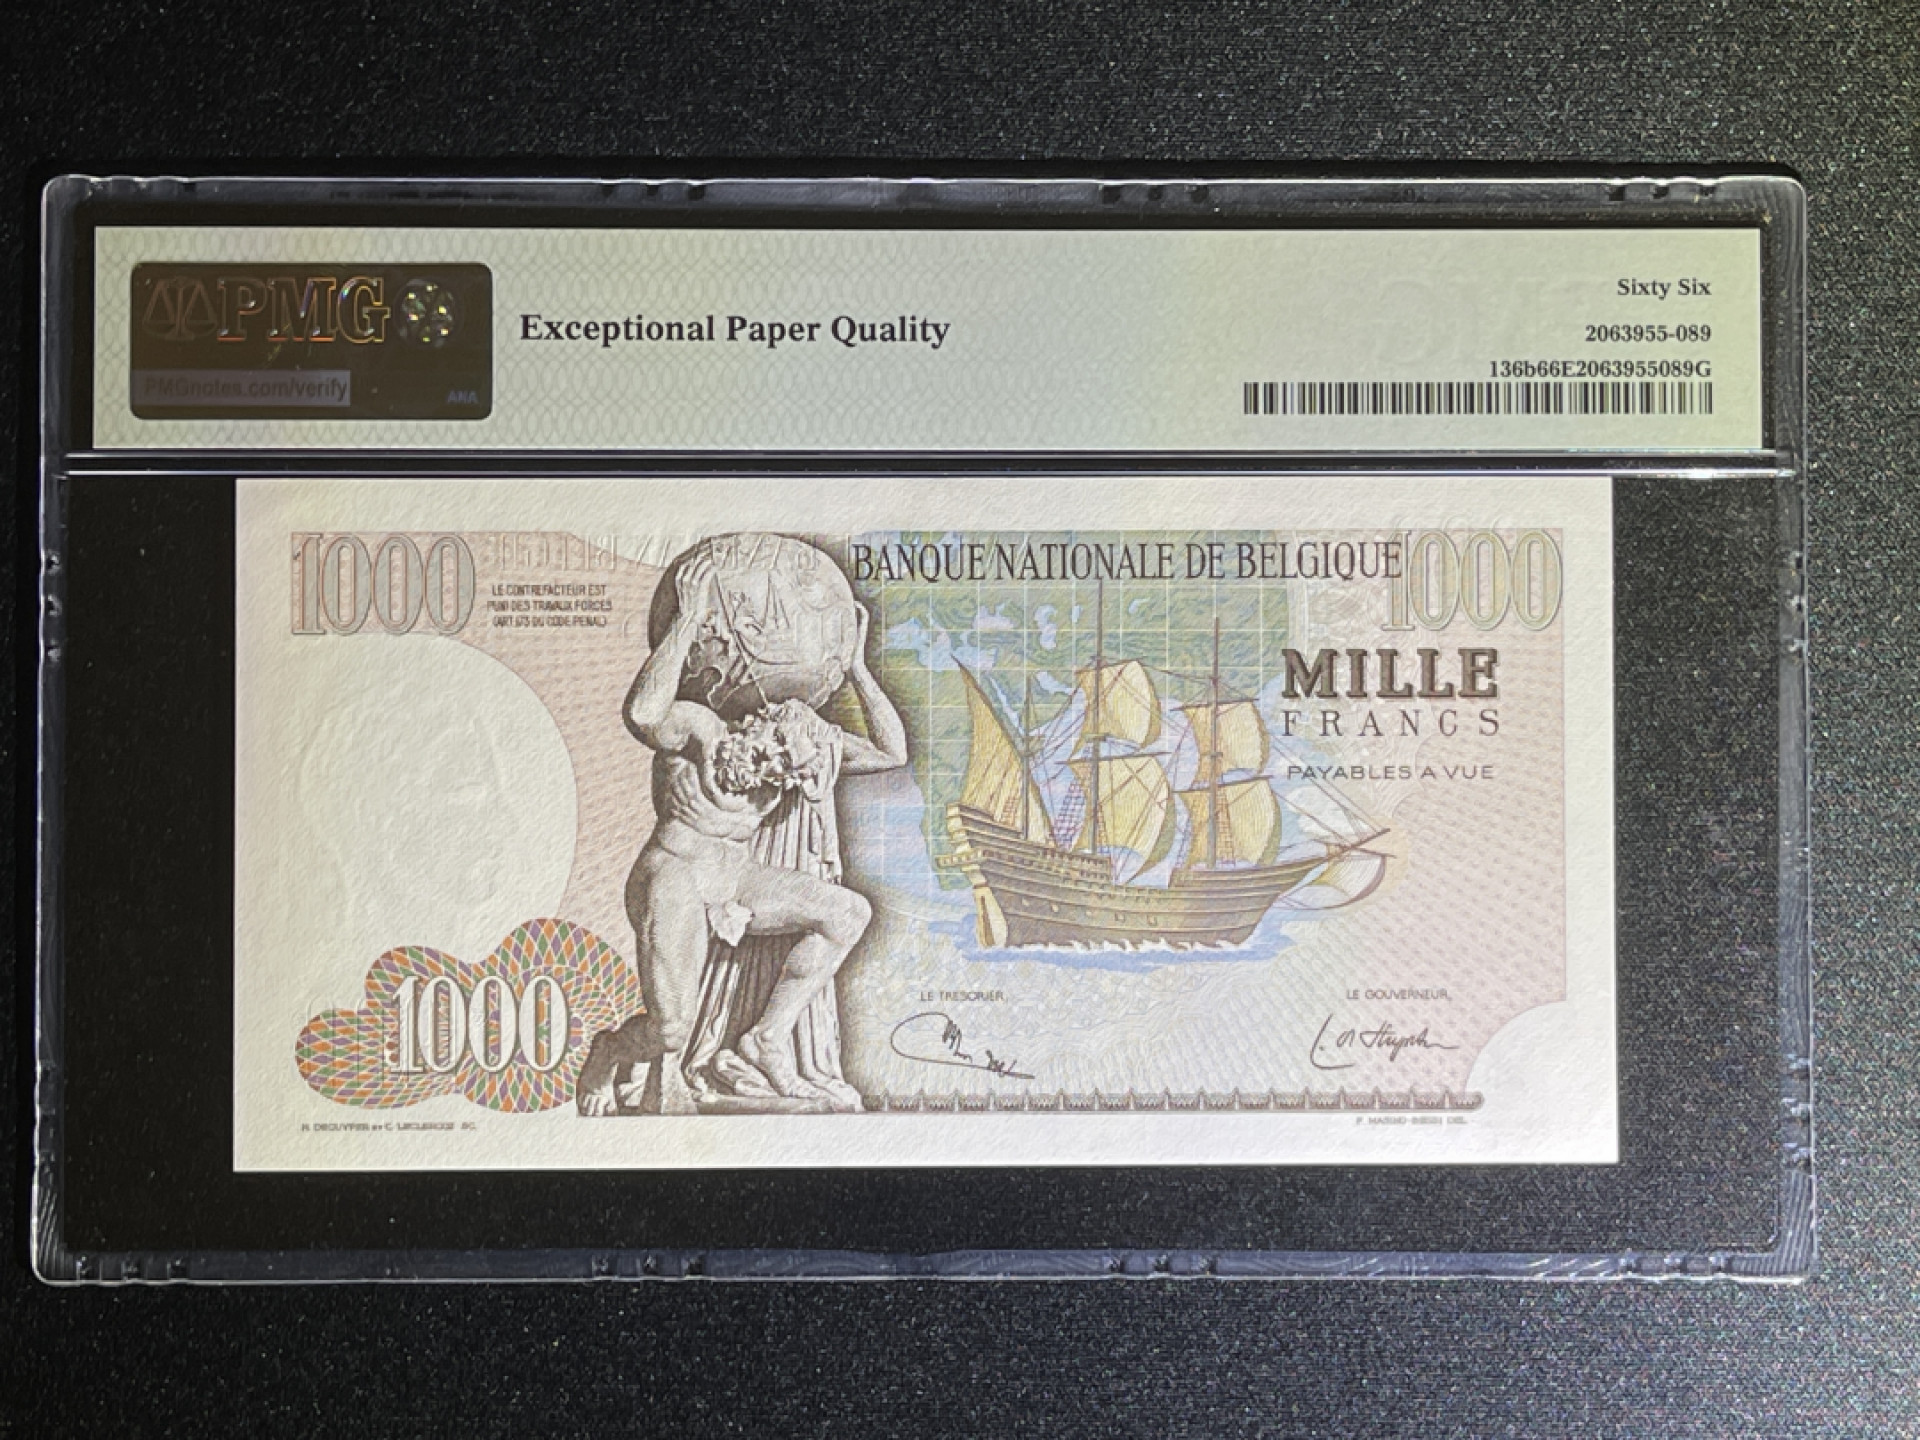 PMG
PMGnotes.com/verify
ANA
Exceptional Paper Quality
Sixty Six
2063955-089
136b66E2063955089G
1000
LE CONTREFACTEUR EST
PUNI DES TRAVAUX FORCES
(ART 173 DU CODE PENAL)
BANQUE NATIONALE DE BELGIQUE
1000
MILLE
FRANCS
PAYABLES A VUE
1000
LE TRESORIER,
LE GOUVERNEUR,